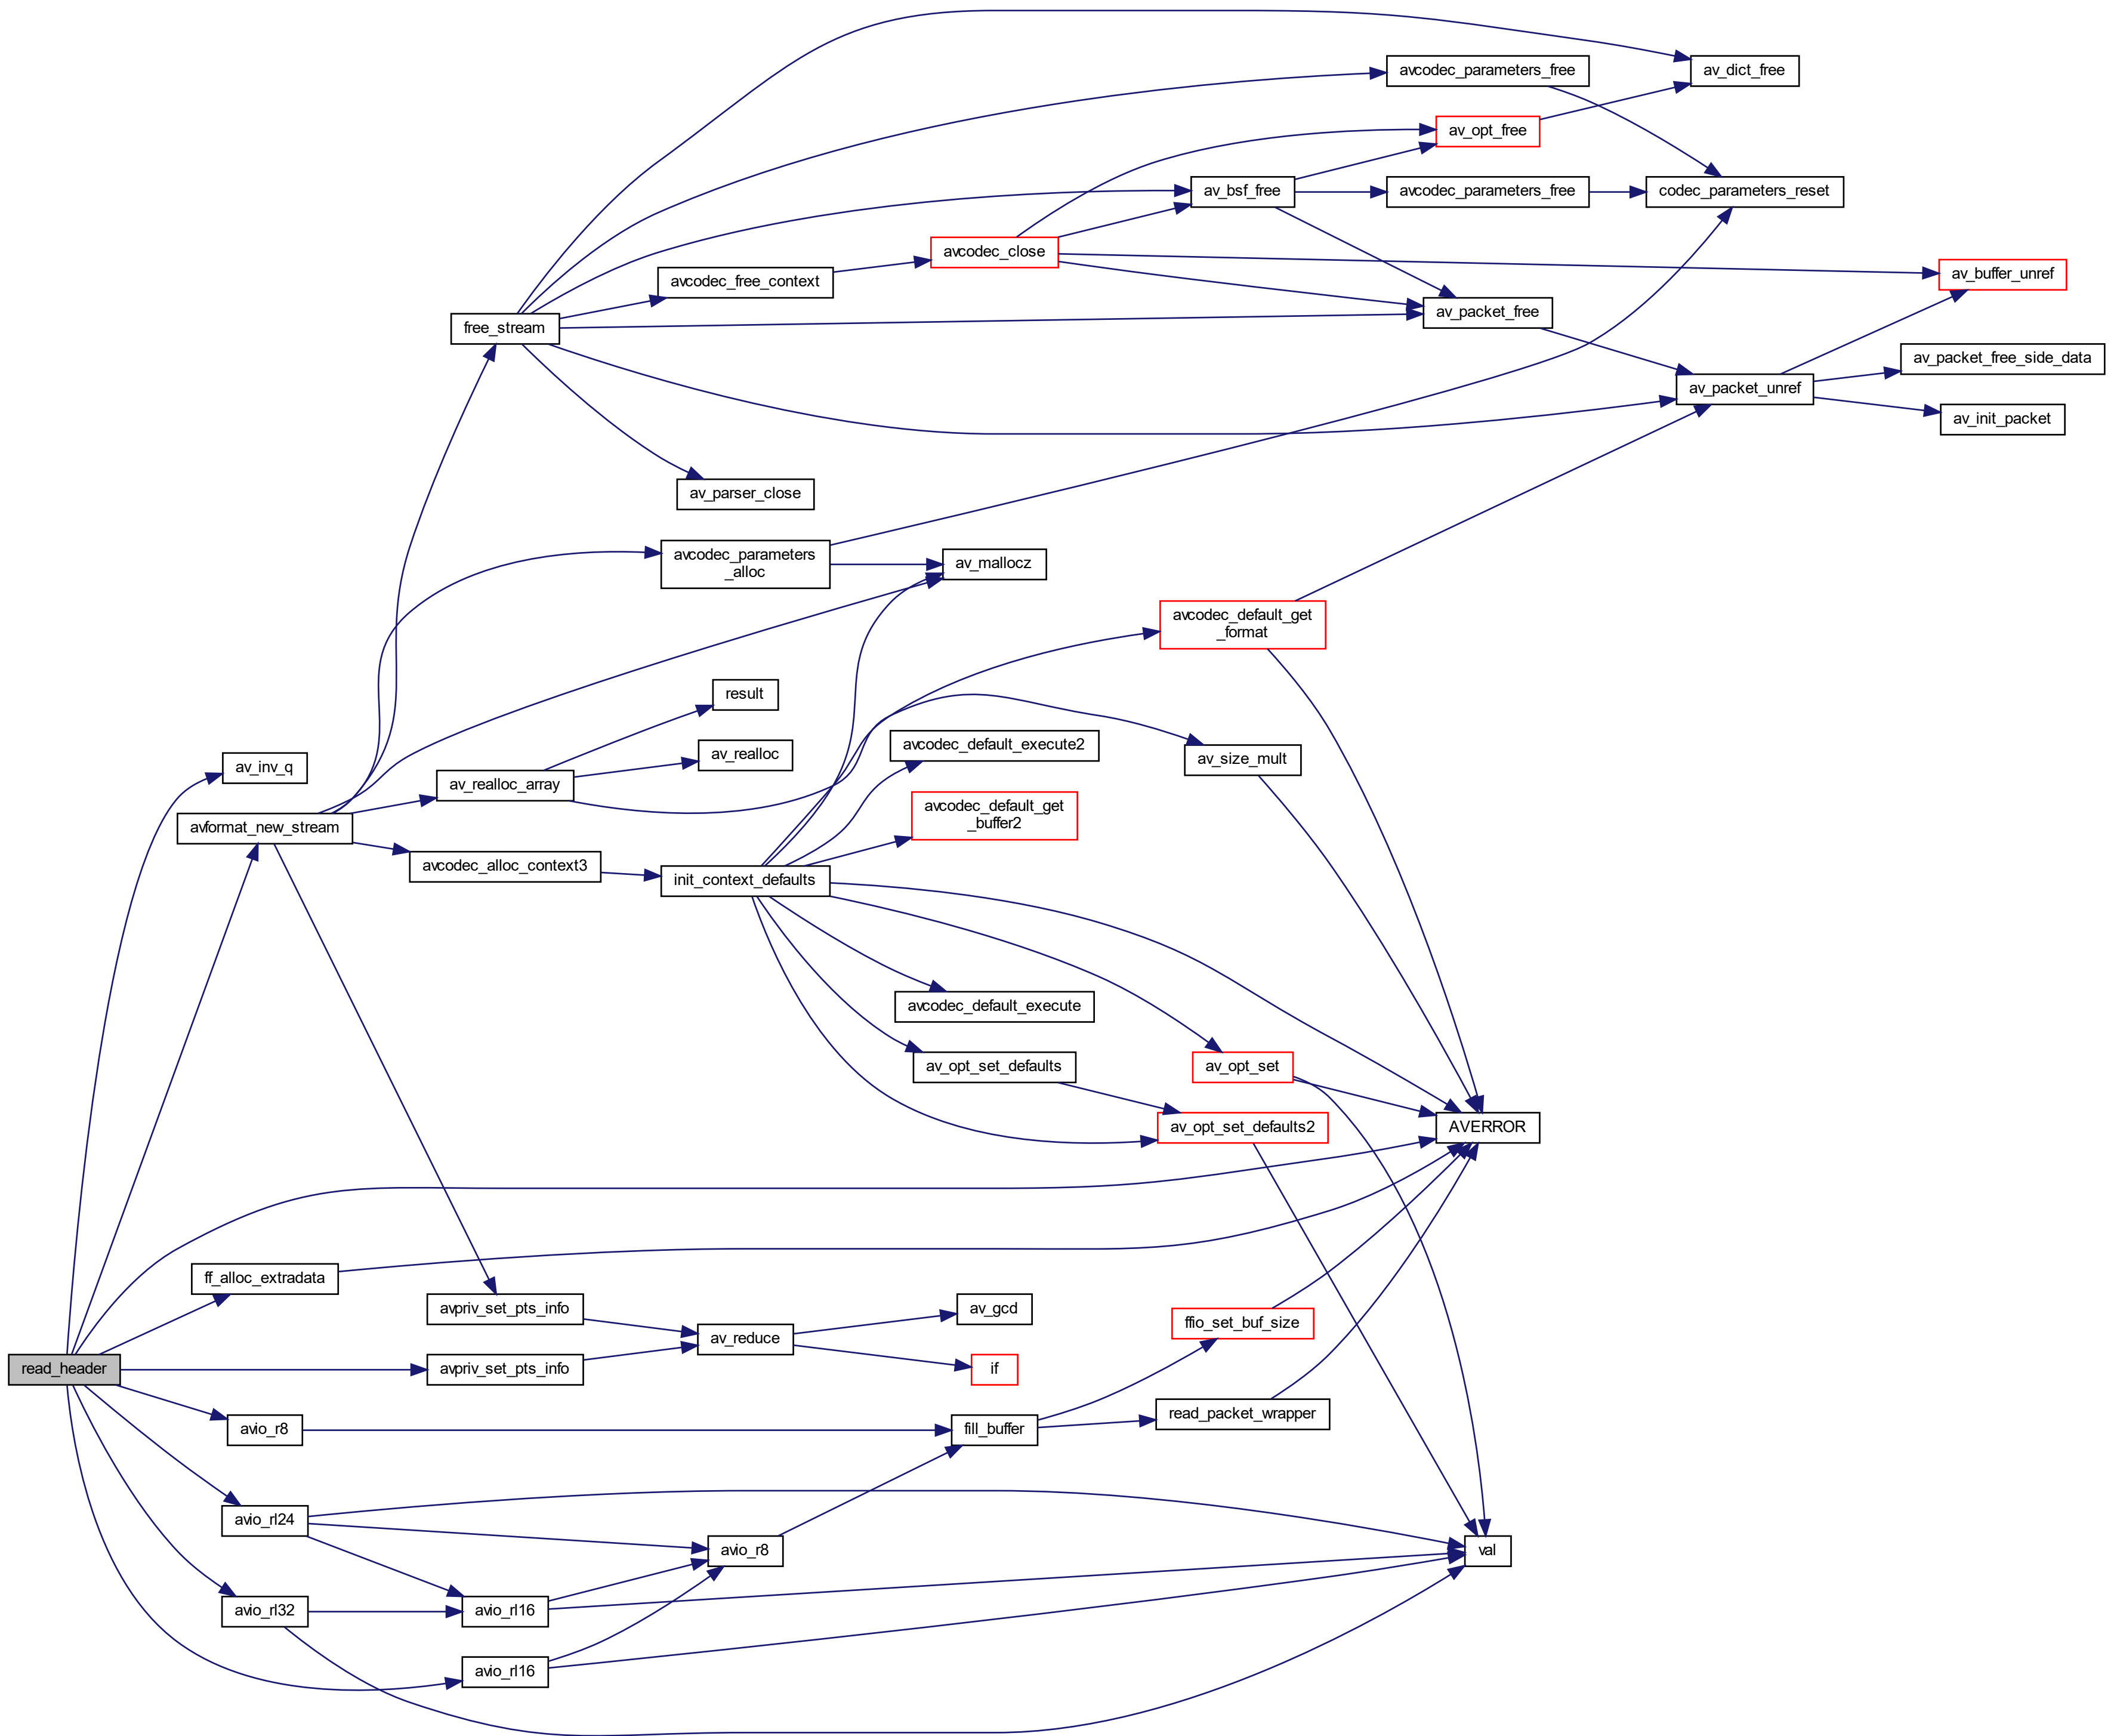 av_dict_free
avcodec_parameters_free
av_opt_free
av_bsf_free
avcodec_parameters_free
codec_parameters_reset
avcodec_close
avcodec_free_context
av_buffer_unref
av_packet_free
free_stream
av_packet_free_side_data
av_packet_unref
av_init_packet
av_parser_close
avcodec_parameters
_alloc
av_mallocz
avcodec_default_get
_format
result
avcodec_default_execute2
av_realloc
av_size_mult
av_inv_q
av_realloc_array
avcodec_default_get
_buffer2
avformat_new_stream
avcodec_alloc_context3
init_context_defaults
avcodec_default_execute
av_opt_set_defaults
av_opt_set
av_opt_set_defaults2
AVERROR
ff_alloc_extradata
avpriv_set_pts_info
av_gcd
ffio_set_buf_size
av_reduce
read_header
avpriv_set_pts_info
if
read_packet_wrapper
avio_r8
fill_buffer
avio_rl24
avio_r8
val
avio_rl32
avio_rl16
avio_rl16